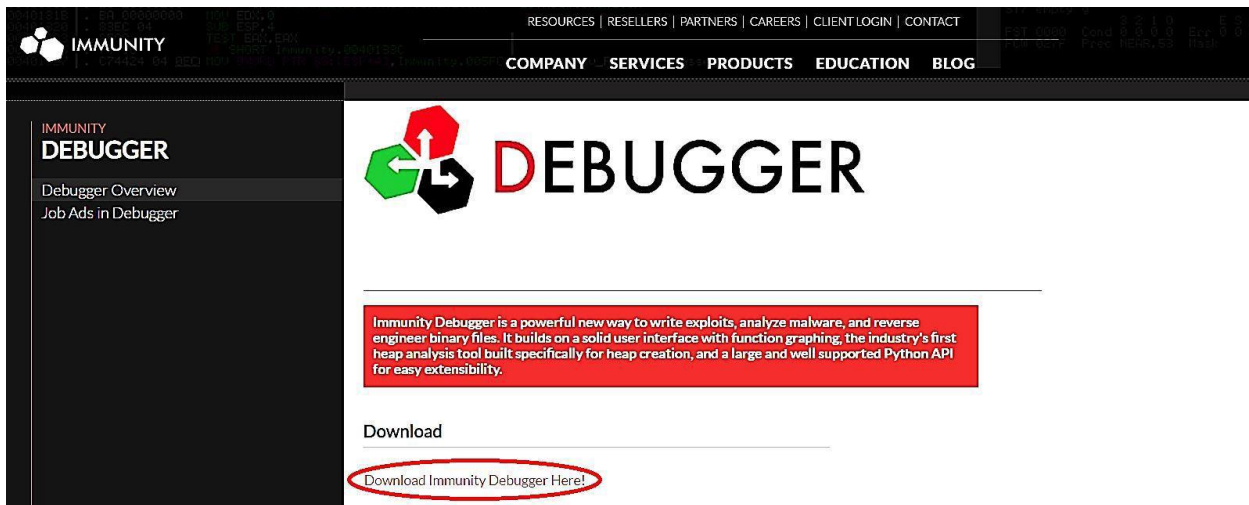 RESOURCES | RESELLERS | PARTNERS | CAREERS | CLIENT LOGIN | CONTACT
IMMUNITY
COMPANY SERVICES PRODUCTS EDUCATION BLOG
IMMUNITY
DEBUGGER
Debugger Overview
Job Ads in Debugger
DEBUGGER
Immunity Debugger is a powerful new way to write exploits, analyze malware, and reverse
engineer binary files. It builds on a solid user interface with function graphing, the industry's first
heap analysis tool built specifically for heap creation, and a large and well supported Python API
for easy extensibility.
Download
Download Immunity Debugger Here!